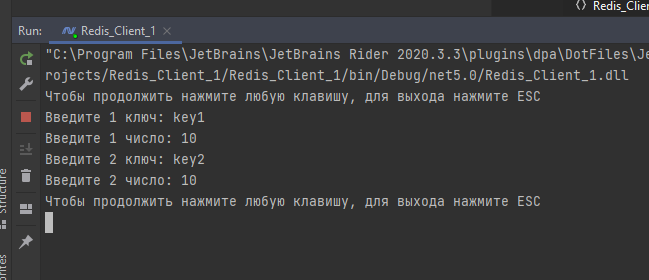 Redis_Clien
Run:
Redis_Client_1
"C:\Program Files\JetBrains\JetBrains Rider 2020.3.3\plugins\dpa\DotFiles\Je
rojects/Redis_Client_1/Redis_Client_1/bin/Debug/net5.0/Redis_Client_1.dll
Чтобы продолжить нажмите любую клавишу, для выхода нажмите ESC
Введите 1 ключ: key1
Введите 1 число: 10
Введите 2 ключ: key2
Введите 2 число: 10
Чтобы продолжить нажмите любую клавишу, для выхода нажмите ESC
Structure
orites